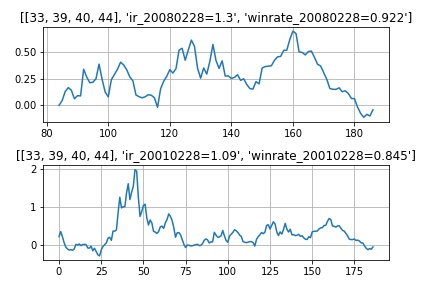 [[33, 39, 40, 44], 'ir_20080228=1.3', 'winrate_20080228=0.922']
0.50
0.25
0.00
80 100 120 140 160 180
[[33, 39, 40, 44], 'ir_20010228=1.09', 'winrate_20010228=0.845']
2
1
0
0 25 50 75 100 125 150 175